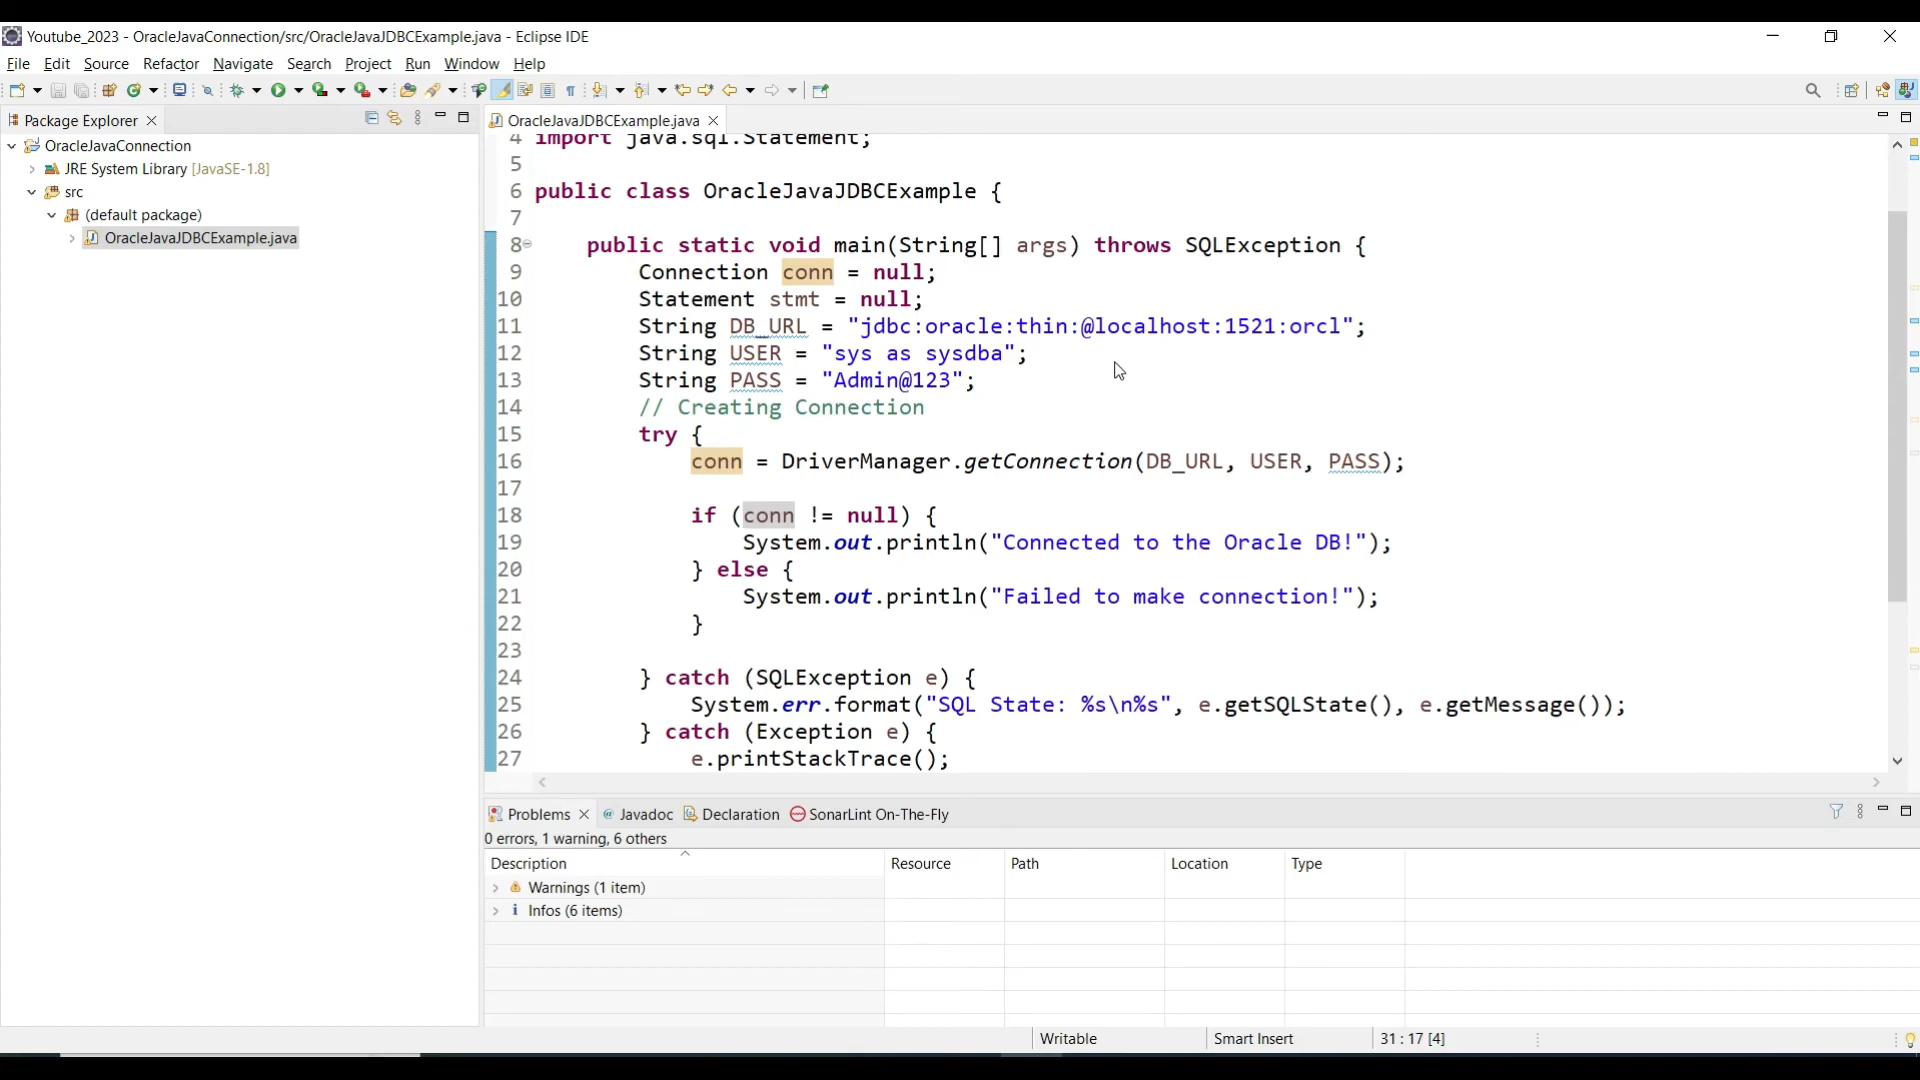 Youtube_2023 - OracleJavaConnection/src/OracleJavaJDBCExample.java - Eclipse IDE
File Edit Source Refactor Navigate Search Project Run Window Help
Package Explorer
OracleJavaConnection
JRE System Library [JavaSE-1.8]
src
(default package)
OracleJavaJDBCExample.java
OracleJavaJDBCExample.java
4 import java.sql.Statement;
5
6 public class OracleJavaJDBCExample {
7
8 public static void main(String[] args) throws SQLException {
9 Connection conn = null;
10 Statement stmt = null;
11 String DB_URL = "jdbc:oracle:thin:@localhost:1521:orcl";
12 String USER = "sys as sysdba";
13 String PASS = "Admin@123";
14 // Creating Connection
15 try {
16 conn = DriverManager.getConnection(DB_URL, USER, PASS);
17
18 if (conn != null) {
19 System.out.println("Connected to the Oracle DB!");
20 } else {
21 System.out.println("Failed to make connection!");
22 }
23
24 } catch (SQLException e) {
25 System.err.format("SQL State: %s\n%s", e.getSQLState(), e.getMessage());
26 } catch (Exception e) {
27 e.printStackTrace();
Problems Javadoc Declaration SonarLint On-The-Fly
0 errors, 1 warning, 6 others
Description Resource Path Location Type
Warnings (1 item)
Infos (6 items)
Writable Smart Insert 31 : 17 [4]